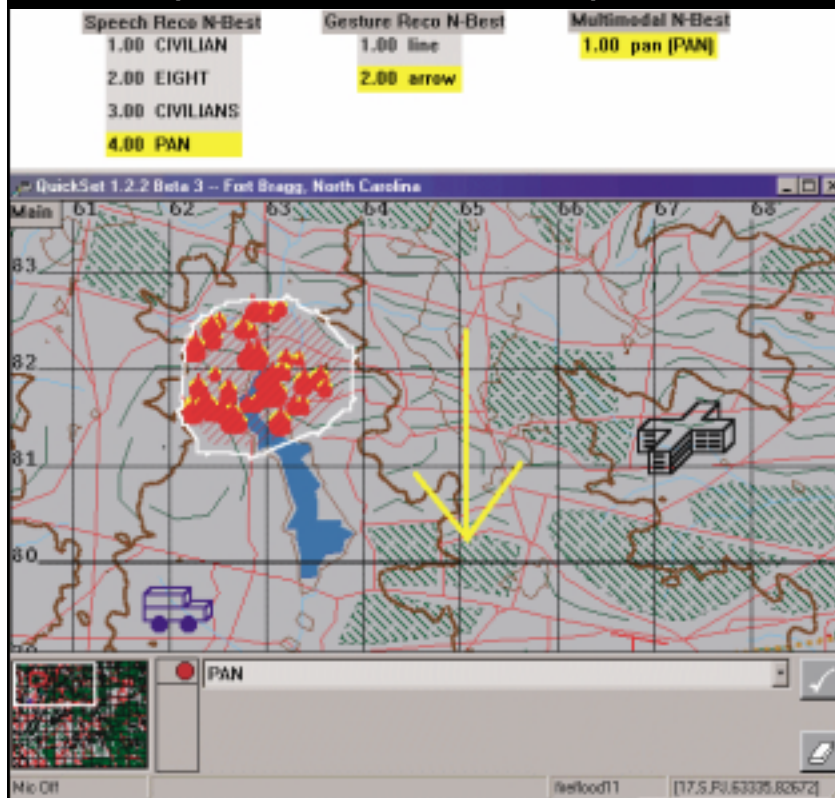 Speech Reco N-Best
1.00 CIVILIAN
2.00 EIGHT
3.00 CIVILIANS
4.00 PAN
Gesture Reco N-Best
1.00 line
2.00 arrow
Multimodal N-Best
1.00 pan (PAN)
QuickSet 1.2.2 Beta 3 -- Fort Bragg, North Carolina
Main 61 62 63 64 65 66 67 68
83
82
81
80
PAN
Mic Off
[17,S,PJ,63335,82672]